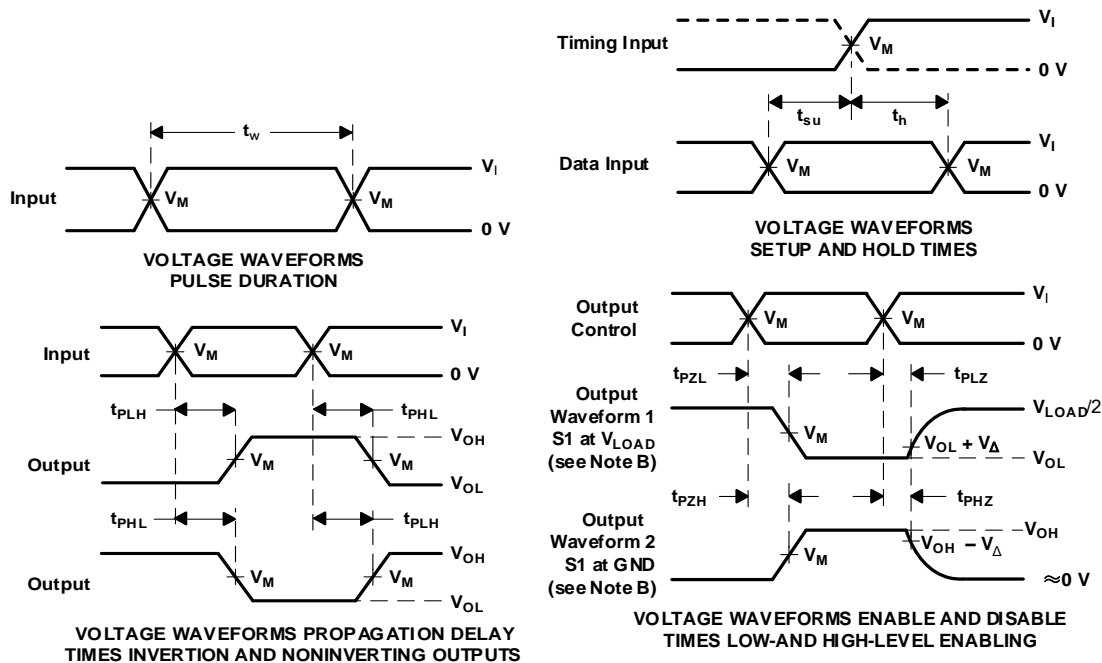 t_w
V_I
Input
V_M
V_M
0 V
VOLTAGE WAVEFORMS
PULSE DURATION
V_I
Timing Input
V_M
0 V
t_su
t_h
V_I
Data Input
V_M
V_M
0 V
VOLTAGE WAVEFORMS
SETUP AND HOLD TIMES
V_I
Input
V_M
V_M
0 V
t_PLH
t_PHL
V_OH
Output
V_M
V_M
V_OL
t_PHL
t_PLH
V_OH
Output
V_M
V_M
V_OL
VOLTAGE WAVEFORMS PROPAGATION DELAY
TIMES INVERTION AND NONINVERTING OUTPUTS
V_I
Output
Control
V_M
V_M
0 V
t_PZL
t_PLZ
Output
Waveform 1
S1 at V_LOAD
(see Note B)
V_LOAD/2
V_M
V_OL + V_Δ
V_OL
t_PZH
t_PHZ
Output
Waveform 2
S1 at GND
(see Note B)
V_OH
V_OH − V_Δ
V_M
≈0 V
VOLTAGE WAVEFORMS ENABLE AND DISABLE
TIMES LOW-AND HIGH-LEVEL ENABLING